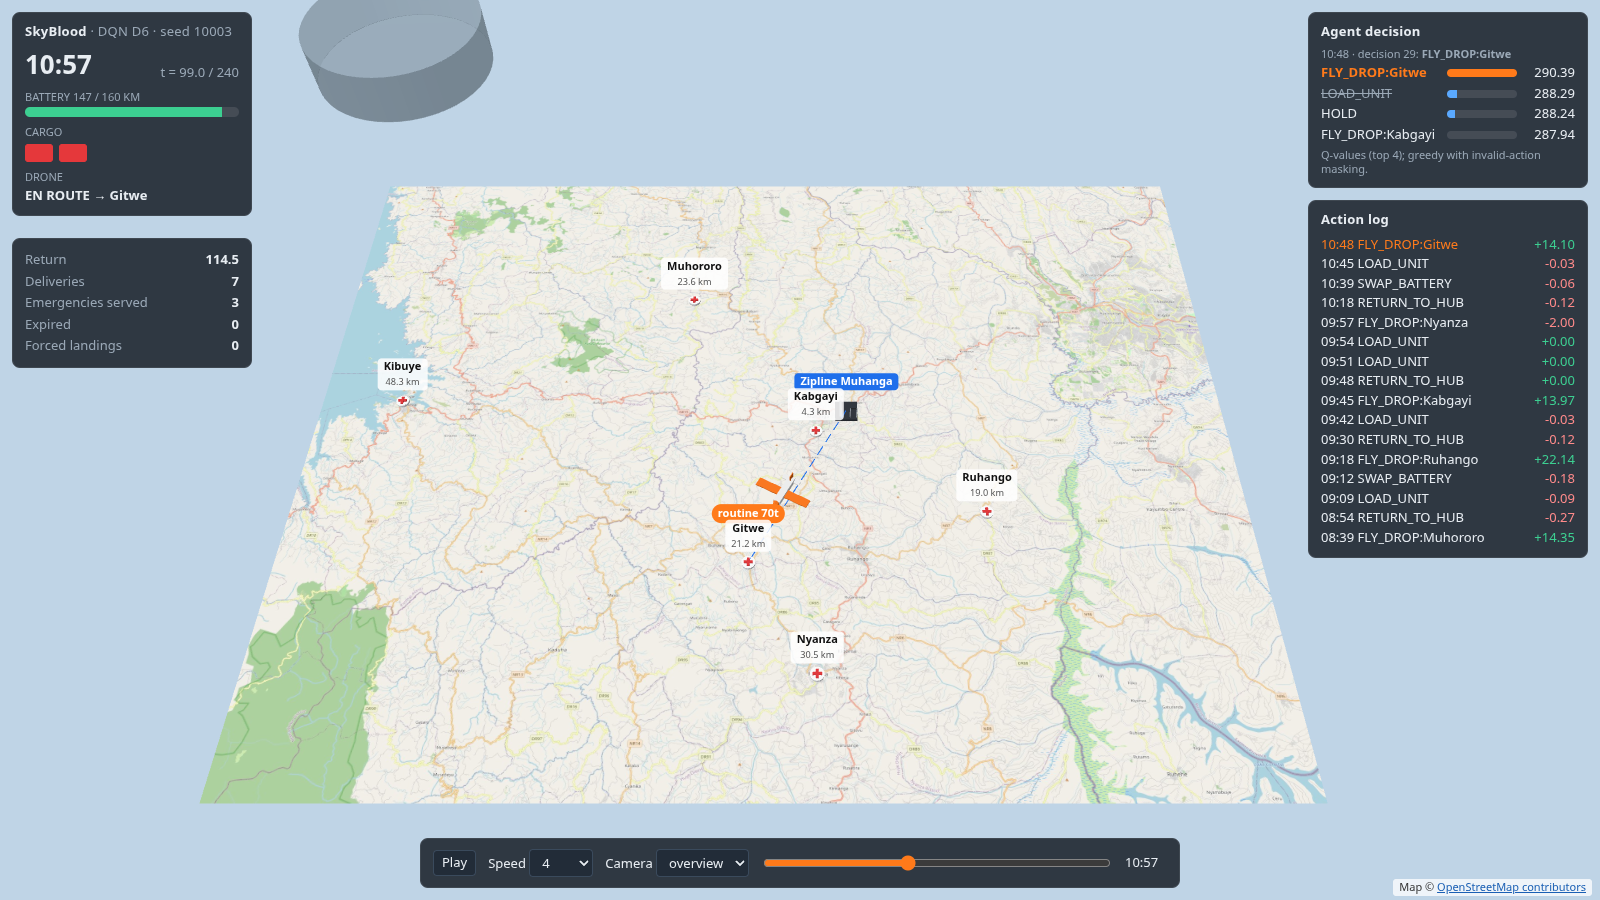 SkyBlood · DQN D6 · seed 10003
10:57
t = 99.0 / 240
BATTERY 147 / 160 KM
CARGO
DRONE
EN ROUTE → Gitwe
Return 114.5
Deliveries 7
Emergencies served 3
Expired 0
Forced landings 0
Muhororo
23.6 km
Kibuye
48.3 km
Zipline Muhanga
Kabgayi
4.3 km
Ruhango
19.0 km
routine 70t
Gitwe
21.2 km
Nyanza
30.5 km
Agent decision
10:48 · decision 29: FLY_DROP:Gitwe
FLY_DROP:Gitwe 290.39
LOAD_UNIT 288.29
HOLD 288.24
FLY_DROP:Kabgayi 287.94
Q-values (top 4); greedy with invalid-action
masking.
Action log
10:48 FLY_DROP:Gitwe +14.10
10:45 LOAD_UNIT -0.03
10:39 SWAP_BATTERY -0.06
10:18 RETURN_TO_HUB -0.12
09:57 FLY_DROP:Nyanza -2.00
09:54 LOAD_UNIT +0.00
09:51 LOAD_UNIT +0.00
09:48 RETURN_TO_HUB +0.00
09:45 FLY_DROP:Kabgayi +13.97
09:42 LOAD_UNIT -0.03
09:30 RETURN_TO_HUB -0.12
09:18 FLY_DROP:Ruhango +22.14
09:12 SWAP_BATTERY -0.18
09:09 LOAD_UNIT -0.09
08:54 RETURN_TO_HUB -0.27
08:39 FLY_DROP:Muhororo +14.35
Play Speed 4 Camera overview 10:57
Map © OpenStreetMap contributors